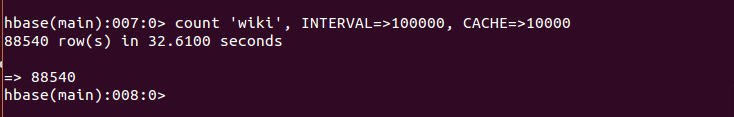 hbase(main):007:0> count 'wiki', INTERVAL=>100000, CACHE=>10000
88540 row(s) in 32.6100 seconds
=> 88540
hbase(main):008:0>